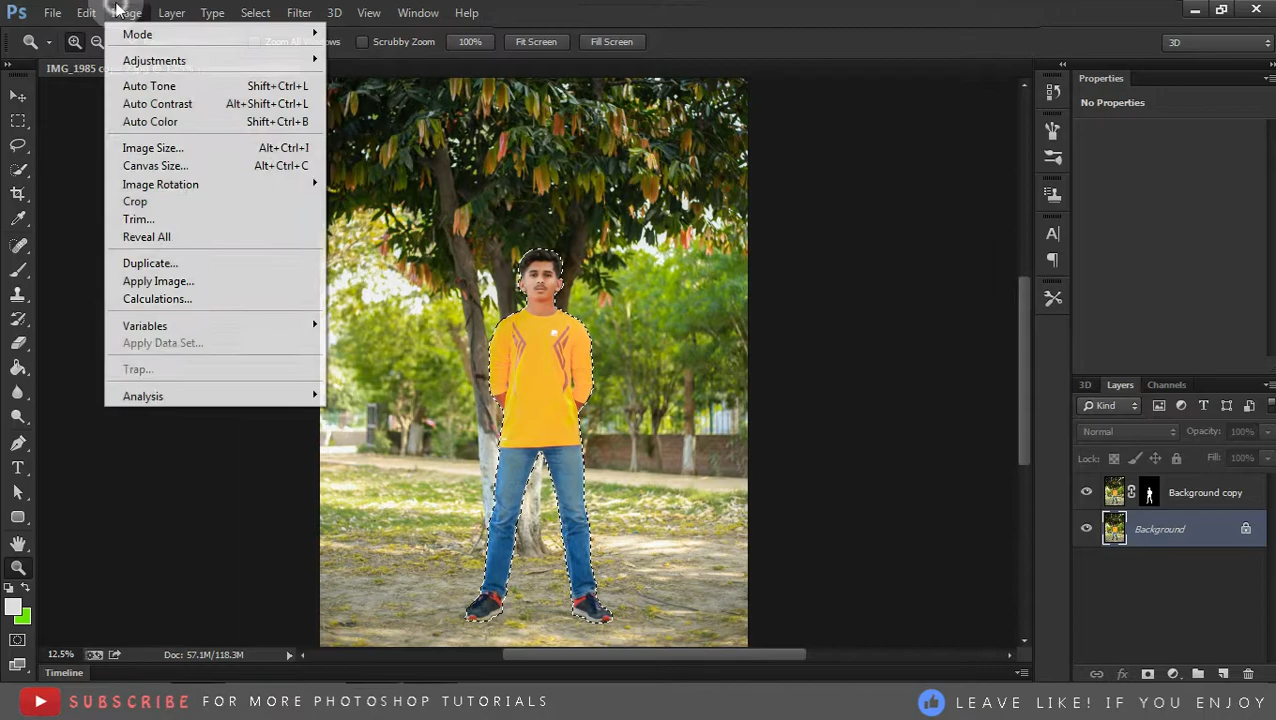 Ps File Edit Image Layer Type Select Filter 3D View Window Help
Scrubby Zoom 100% Fit Screen Fill Screen 3D
IMG_1985
Mode
Adjustments
Auto Tone Shift+Ctrl+L
Auto Contrast Alt+Shift+Ctrl+L
Auto Color Shift+Ctrl+B
Image Size... Alt+Ctrl+I
Canvas Size... Alt+Ctrl+C
Image Rotation
Crop
Trim...
Reveal All
Duplicate...
Apply Image...
Calculations...
Variables
Apply Data Set...
Trap...
Analysis
Properties
No Properties
3D Layers Channels
Kind
Normal Opacity: 100%
Lock: Fill: 100%
Background copy
Background
12.5% Doc: 57.1M/118.3M
Timeline
SUBSCRIBE FOR MORE PHOTOSHOP TUTORIALS
LEAVE LIKE! IF YOU ENJOY